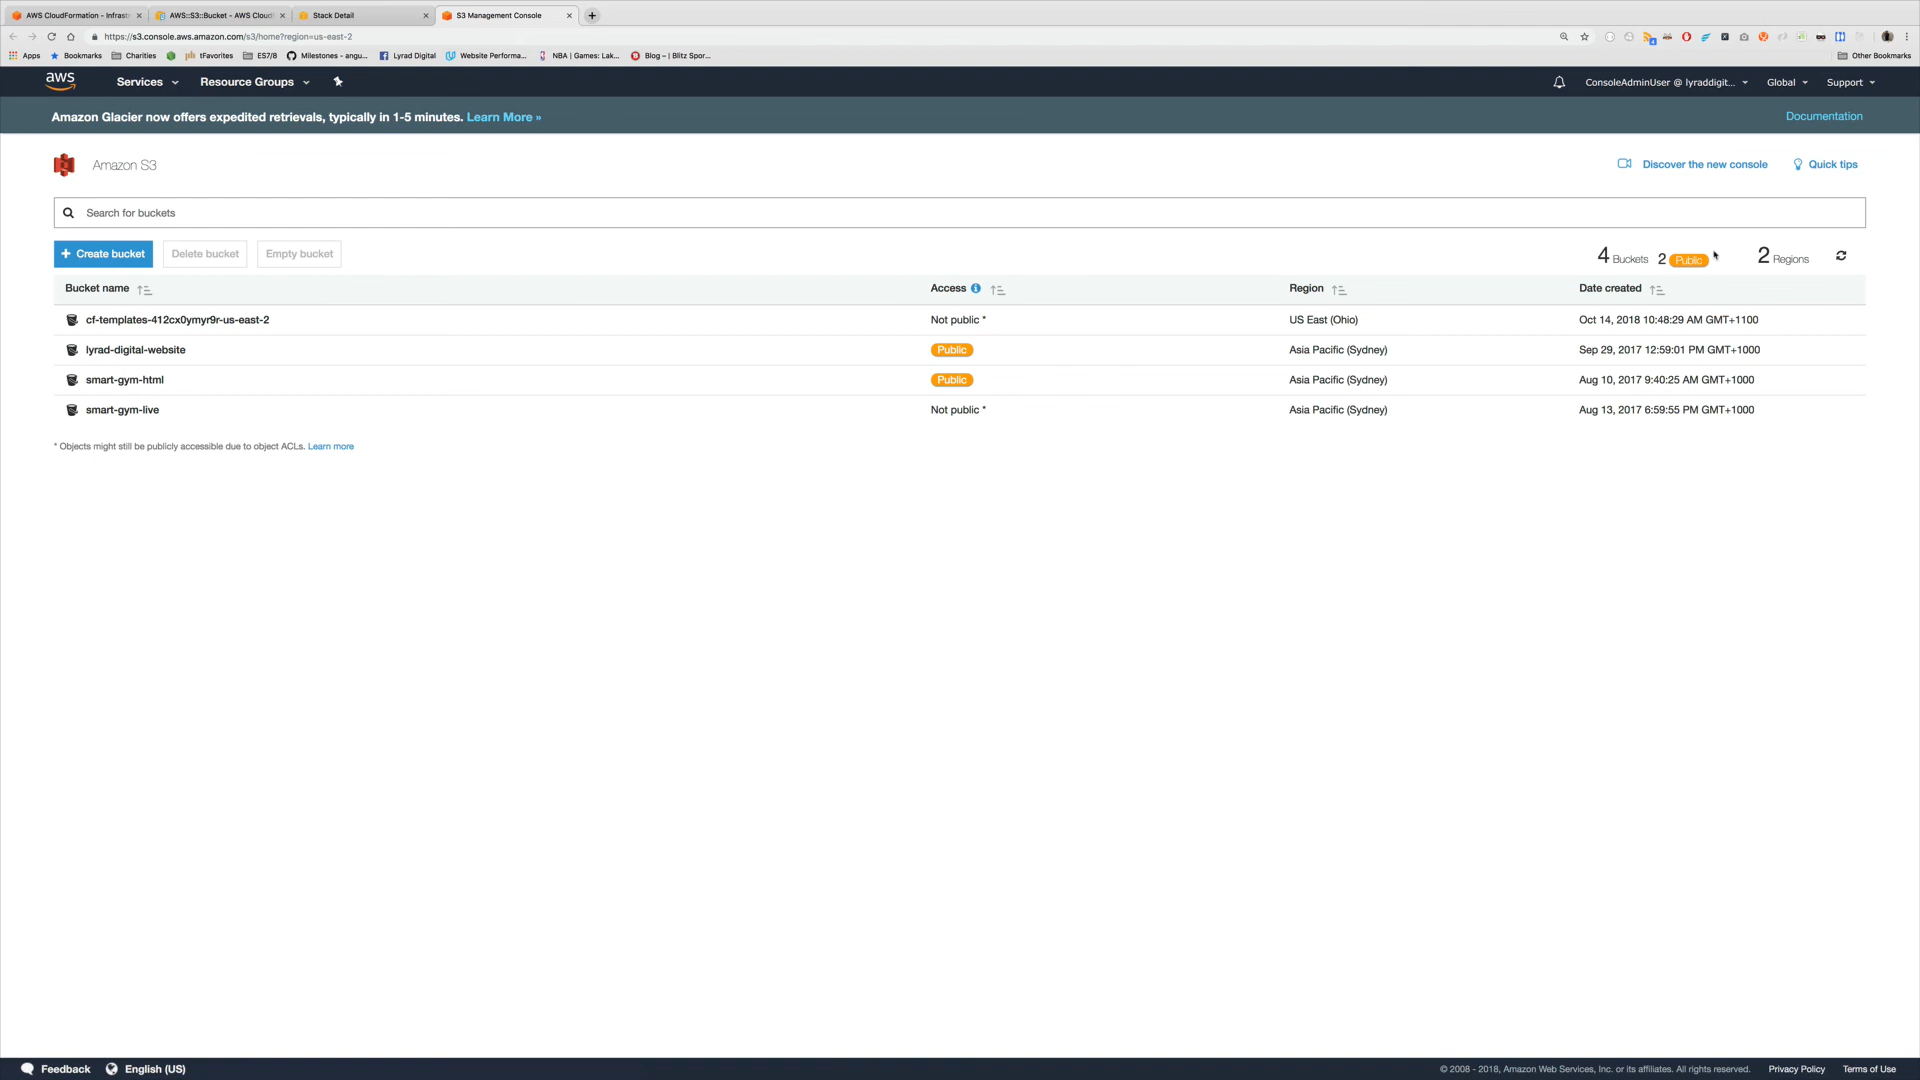 AWS CloudFormation - Infrastr
AWS::S3::Bucket - AWS CloudF
Stack Detail
S3 Management Console
https://s3.console.aws.amazon.com/s3/home?region=us-east-2
Apps
Bookmarks
Charities
tFavorites
ES7/8
Milestones - angu...
Lyrad Digital
Website Performa...
NBA | Games: Lak...
Blog – | Blitz Spor...
Other Bookmarks
aws
Services
Resource Groups
ConsoleAdminUser @ lyraddigit...
Global
Support
Amazon Glacier now offers expedited retrievals, typically in 1-5 minutes. Learn More »
Documentation
Amazon S3
Discover the new console
Quick tips
Search for buckets
+ Create bucket
Delete bucket
Empty bucket
4 Buckets 2 Public
2 Regions
Bucket name Access Region Date created
cf-templates-412cx0ymyr9r-us-east-2 Not public * US East (Ohio) Oct 14, 2018 10:48:29 AM GMT+1100
lyrad-digital-website Public Asia Pacific (Sydney) Sep 29, 2017 12:59:01 PM GMT+1000
smart-gym-html Public Asia Pacific (Sydney) Aug 10, 2017 9:40:25 AM GMT+1000
smart-gym-live Not public * Asia Pacific (Sydney) Aug 13, 2017 6:59:55 PM GMT+1000
* Objects might still be publicly accessible due to object ACLs. Learn more
Feedback
English (US)
© 2008 - 2018, Amazon Web Services, Inc. or its affiliates. All rights reserved.
Privacy Policy
Terms of Use